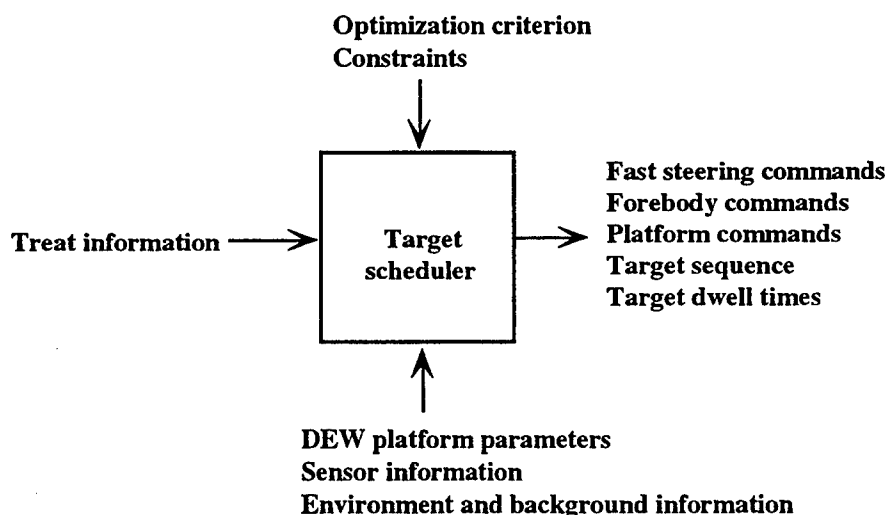 Optimization criterion
Constraints
Treat information
Target
scheduler
Fast steering commands
Forebody commands
Platform commands
Target sequence
Target dwell times
DEW platform parameters
Sensor information
Environment and background information